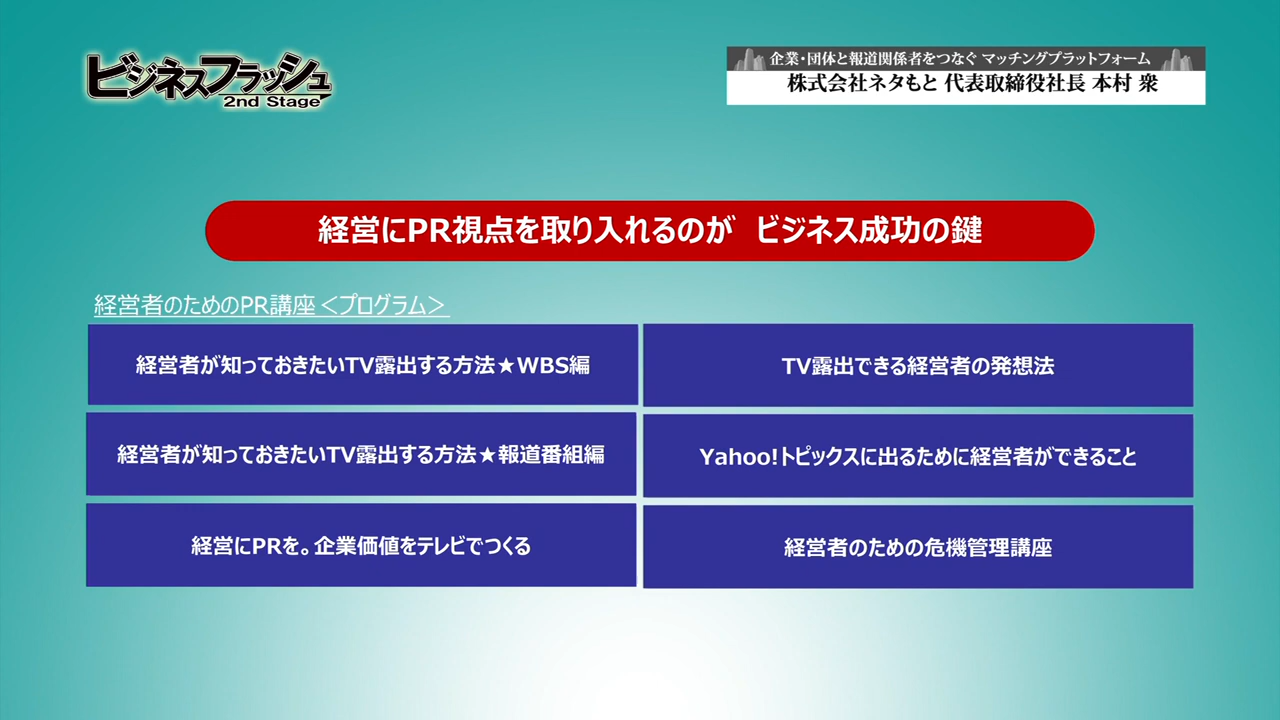 ビジネスフラッシュ
2nd Stage
企業・団体と報道関係者をつなぐ マッチングプラットフォーム
株式会社ネタもと 代表取締役社長 本村 衆
経営にPR視点を取り入れるのが ビジネス成功の鍵
経営者のためのPR講座<プログラム>
経営者が知っておきたいTV露出する方法★WBS編
TV露出できる経営者の発想法
経営者が知っておきたいTV露出する方法★報道番組編
Yahoo!トピックスに出るために経営者ができること
経営にPRを。企業価値をテレビでつくる
経営者のための危機管理講座